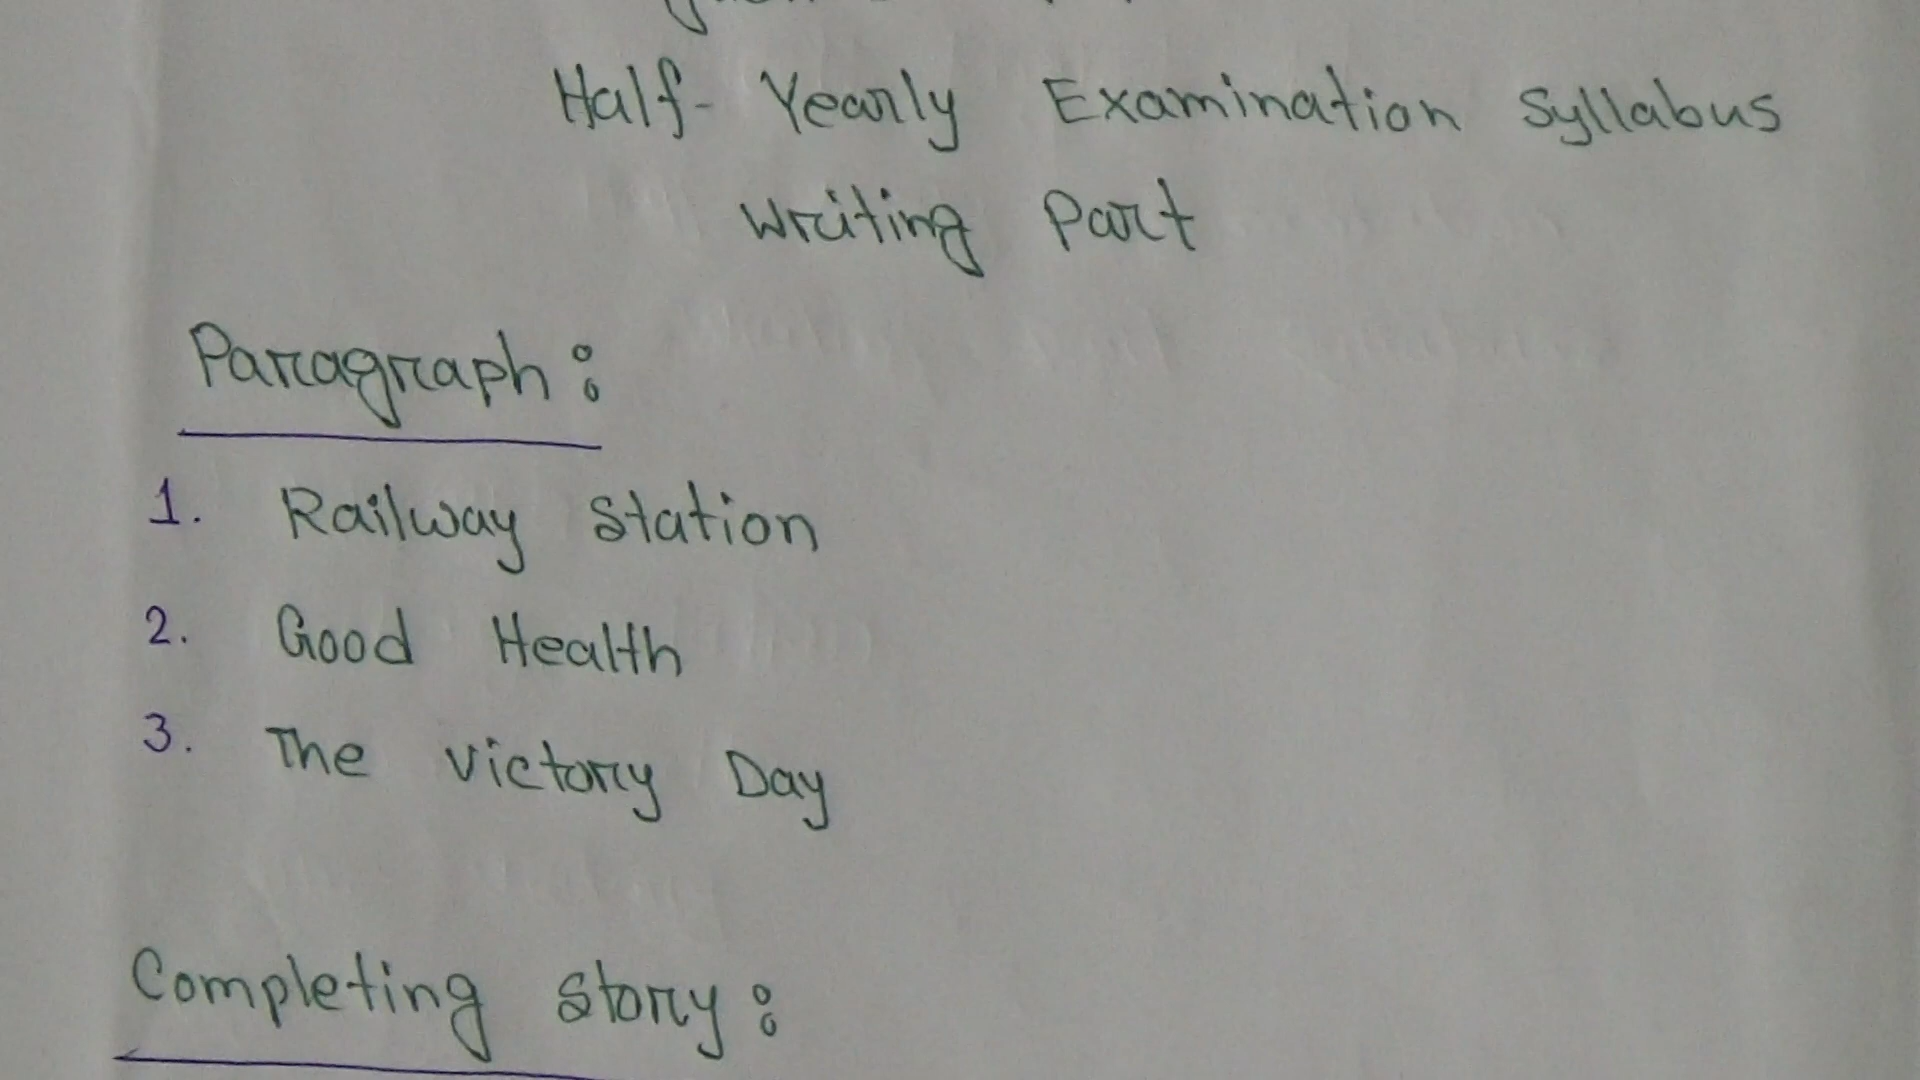 Half-Yearly Examination Syllabus
Writing Part
Paragraph:
1. Railway Station
2. Good Health
3. The Victory Day
Completing Story: